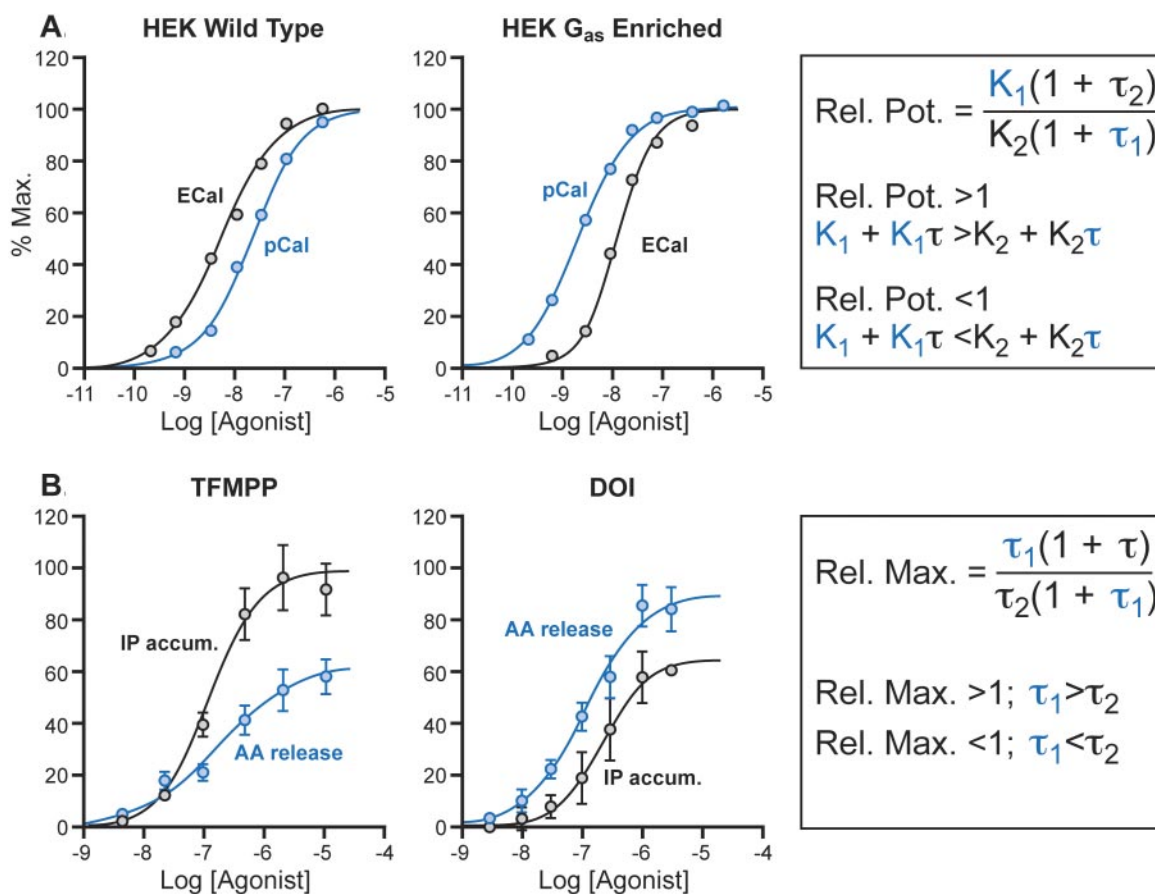 A.
HEK Wild Type
HEK Gas Enriched
120
100
80
60
40
20
0
% Max.
ECal
pCal
-11 -10 -9 -8 -7 -6 -5
Log [Agonist]
120
100
80
60
40
20
0
pCal
ECal
-11 -10 -9 -8 -7 -6 -5
Log [Agonist]
Rel. Pot. = K1(1 + τ2)
K2(1 + τ1)
Rel. Pot. >1
K1 + K1τ >K2 + K2τ
Rel. Pot. <1
K1 + K1τ <K2 + K2τ
B.
TFMPP
DOI
120
100
80
60
40
20
0
IP accum.
AA release
-9 -8 -7 -6 -5 -4
Log [Agonist]
120
100
80
60
40
20
0
AA release
IP accum.
-9 -8 -7 -6 -5 -4
Log [Agonist]
Rel. Max. = τ1(1 + τ)
τ2(1 + τ1)
Rel. Max. >1; τ1>τ2
Rel. Max. <1; τ1<τ2